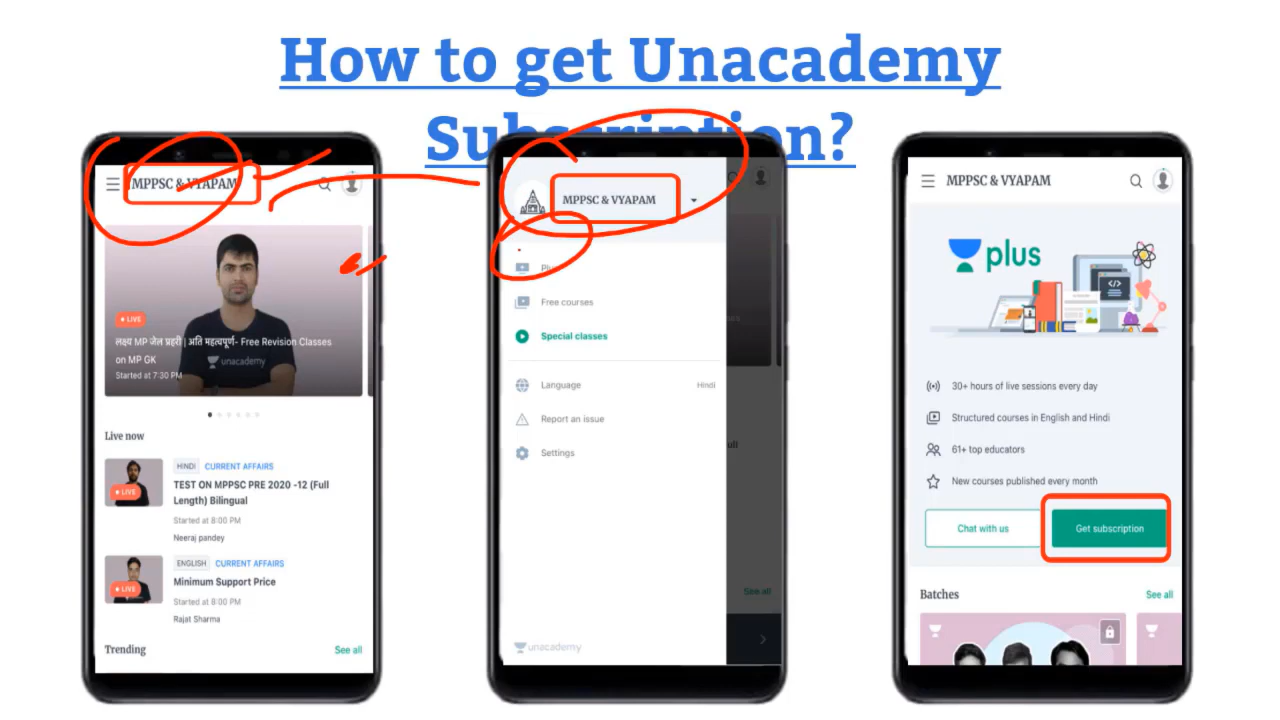 How to get Unacademy
Subscription?
MPPSC & VYAPAM
LIVE
लक्ष्य MP जेल प्रहरी | अति महत्वपूर्ण- Free Revision Classes
on MP GK
Started at 7:30 PM
unacademy
Live now
HINDI CURRENT AFFAIRS
TEST ON MPPSC PRE 2020 -12 (Full
Length) Bilingual
LIVE
Started at 8:00 PM
Neeraj pandey
ENGLISH CURRENT AFFAIRS
Minimum Support Price
LIVE
Started at 8:00 PM
Rajat Sharma
Trending See all
MPPSC & VYAPAM
Free courses
Special classes
Language Hindi
Report an issue
Settings
See all
unacademy
MPPSC & VYAPAM
plus
30+ hours of live sessions every day
Structured courses in English and Hindi
61+ top educators
New courses published every month
Chat with us Get subscription
Batches See all